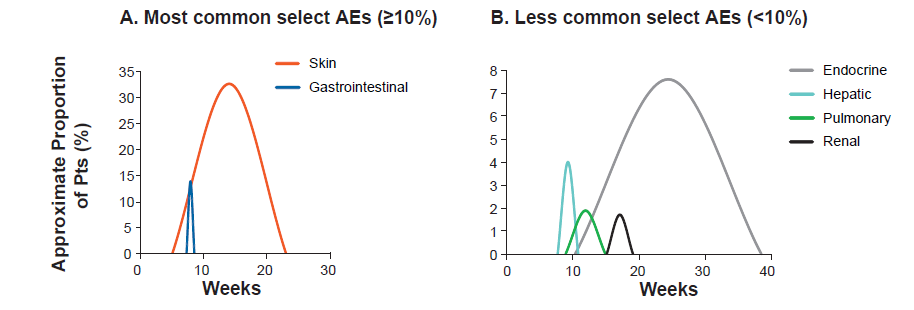 A. Most common select AEs (≥10%)
Approximate Proportion
of Pts (%)
Skin
Gastrointestinal
35
30
25
20
15
10
5
0
0 10 20 30
Weeks
B. Less common select AEs (<10%)
Endocrine
Hepatic
Pulmonary
Renal
8
7
6
5
4
3
2
1
0
0 10 20 30 40
Weeks